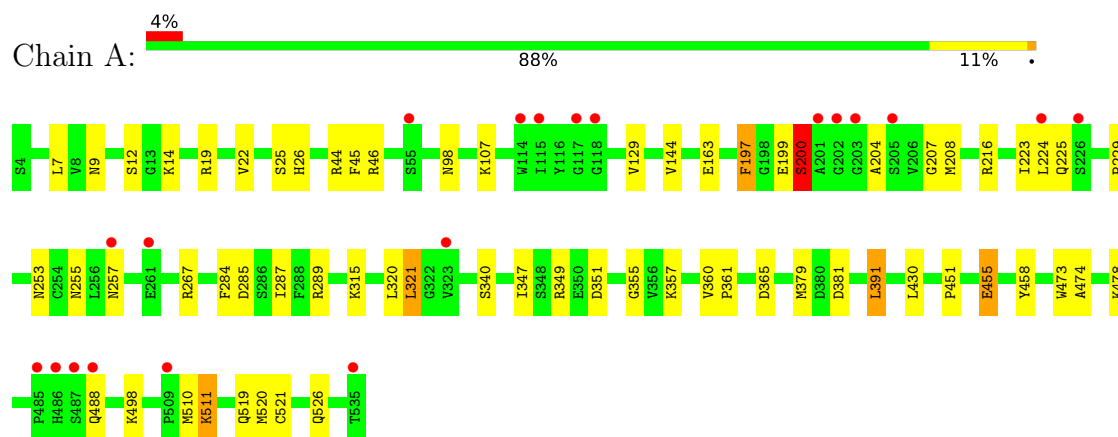 4%
Chain A:
88% 11% •
S4 L7 V8 N9 S12 G13 K14 R19 V22 S25 H26 R44 F45 R46 S55 N98 K107 W114 I115 Y116 G117 G118 V129 V144 E163 F197 G198 E199 S200 A201 G202 G203 A204 S205 V206 G207 M208 R216 I223 L224 Q225 S226
N253 C254 N255 L256 N257 E261 R267 F284 D285 S286 I287 F288 R289 K315 L320 L321 G322 V323 S340 I347 S348 R349 E350 D351 G355 V356 K357 V360 P361 D365 M379 D380 D381 L391 L430 P451 E455 Y458 W473 A474
P485 H486 S487 Q488 K498 P509 M510 K511 Q519 M520 C521 Q526 T535